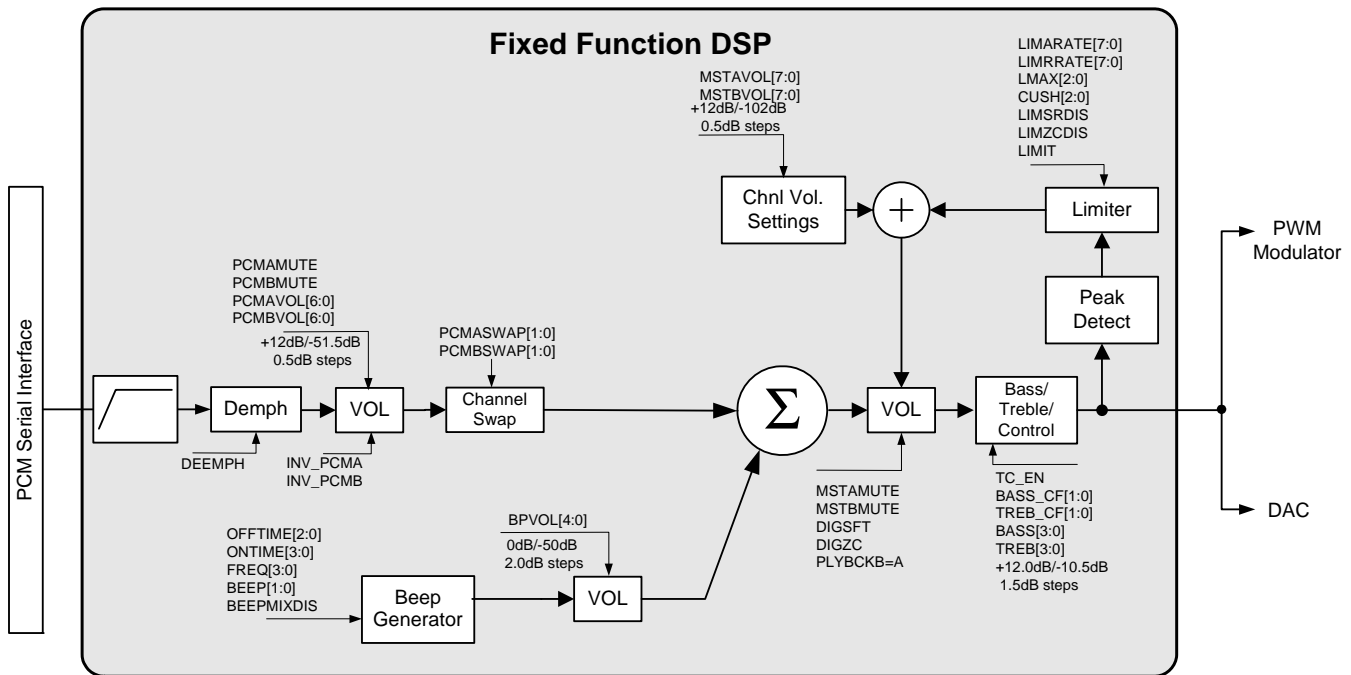 Fixed Function DSP
MSTAVOL[7:0]
MSTBVOL[7:0]
+12dB/-102dB
0.5dB steps
LIMARATE[7:0]
LIMRRATE[7:0]
LMAX[2:0]
CUSH[2:0]
LIMSRDIS
LIMZCDIS
LIMIT
Chnl Vol.
Settings
+
Limiter
PWM
Modulator
Peak
Detect
PCM Serial Interface
PCMAMUTE
PCMBMUTE
PCMAVOL[6:0]
PCMBVOL[6:0]
+12dB/-51.5dB
0.5dB steps
PCMASWAP[1:0]
PCMBSWAP[1:0]
Demph
VOL
Channel
Swap
Σ
VOL
Bass/
Treble/
Control
DEEMPH
INV_PCMA
INV_PCMB
MSTAMUTE
MSTBMUTE
DIGSFT
DIGZC
PLYBCKB=A
TC_EN
BASS_CF[1:0]
TREB_CF[1:0]
BASS[3:0]
TREB[3:0]
+12.0dB/-10.5dB
1.5dB steps
DAC
OFFTIME[2:0]
ONTIME[3:0]
FREQ[3:0]
BEEP[1:0]
BEEPMIXDIS
BPVOL[4:0]
0dB/-50dB
2.0dB steps
Beep
Generator
VOL